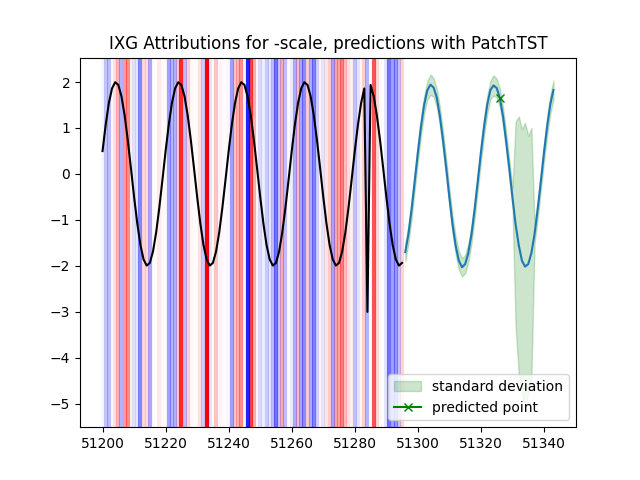 IXG Attributions for -scale, predictions with PatchTST
2
1
0
−1
−2
−3
−4
−5
standard deviation
predicted point
51200 51220 51240 51260 51280 51300 51320 51340